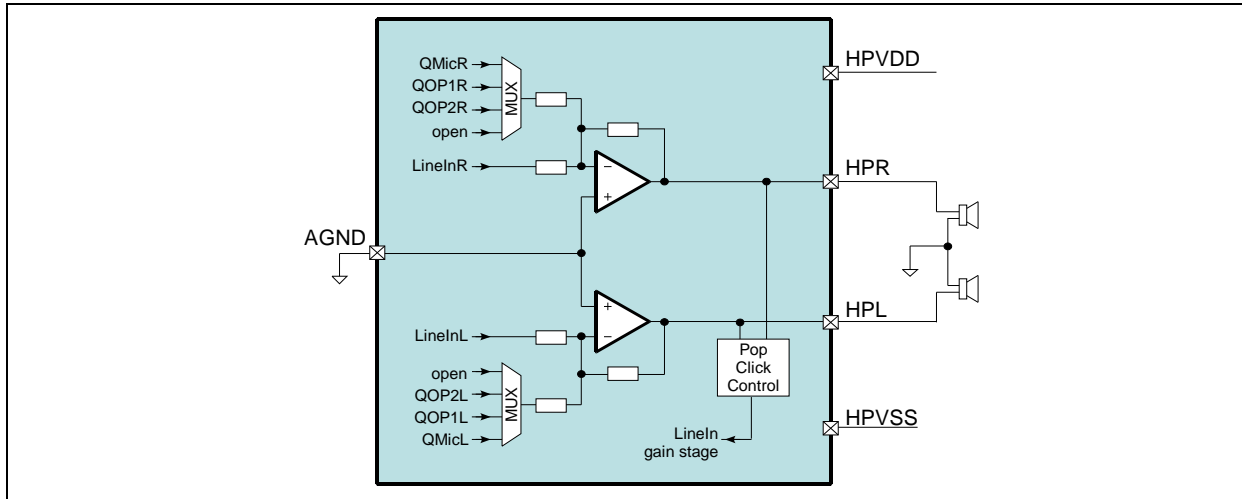 HPVDD
QMicR
QOP1R
QOP2R
open
MUX
LineInR
−
+
HPR
AGND
+
−
LineInL
HPL
Pop
Click
Control
open
QOP2L
QOP1L
QMicL
MUX
LineIn
gain stage
HPVSS